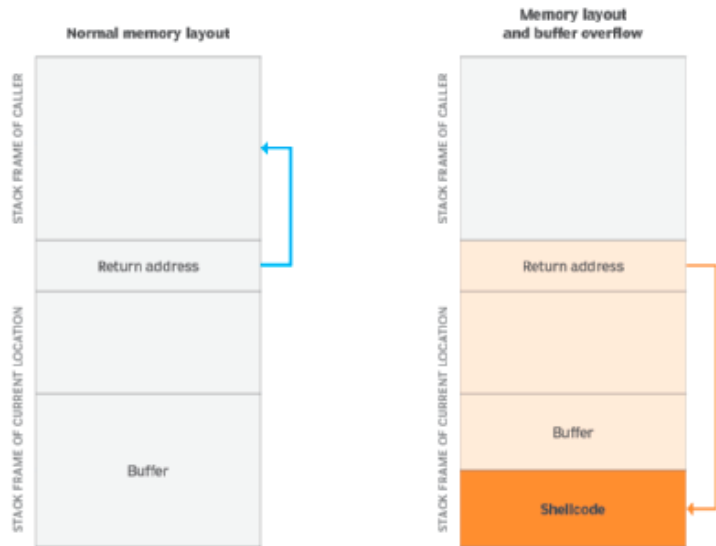 Normal memory layout
STACK FRAME OF CALLER
Return address
STACK FRAME OF CURRENT LOCATION
Buffer
Memory layout
and buffer overflow
STACK FRAME OF CALLER
Return address
STACK FRAME OF CURRENT LOCATION
Buffer
Shellcode